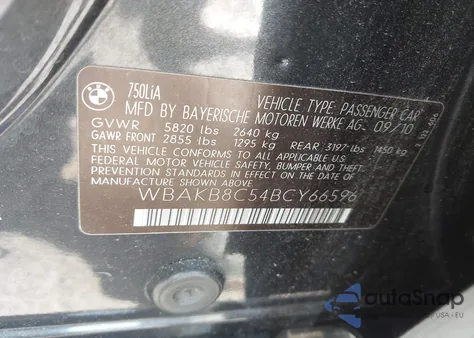 BMW
750LiA
VEHICLE TYPE: PASSENGER CAR
MFD BY BAYERISCHE MOTOREN WERKE AG. 09/10
GVWR 5820 lbs 2640 kg
GAWR FRONT 2855 lbs 1295 kg REAR 3197 lbs 1450 kg
THIS VEHICLE CONFORMS TO ALL APPLICABLE
FEDERAL MOTOR VEHICLE SAFETY, BUMPER AND THEFT
PREVENTION STANDARDS IN EFFECT ON THE DATE OF
MANUFACTURE SHOWN ABOVE.
WBAKB8C54BCY66596
autoSnap